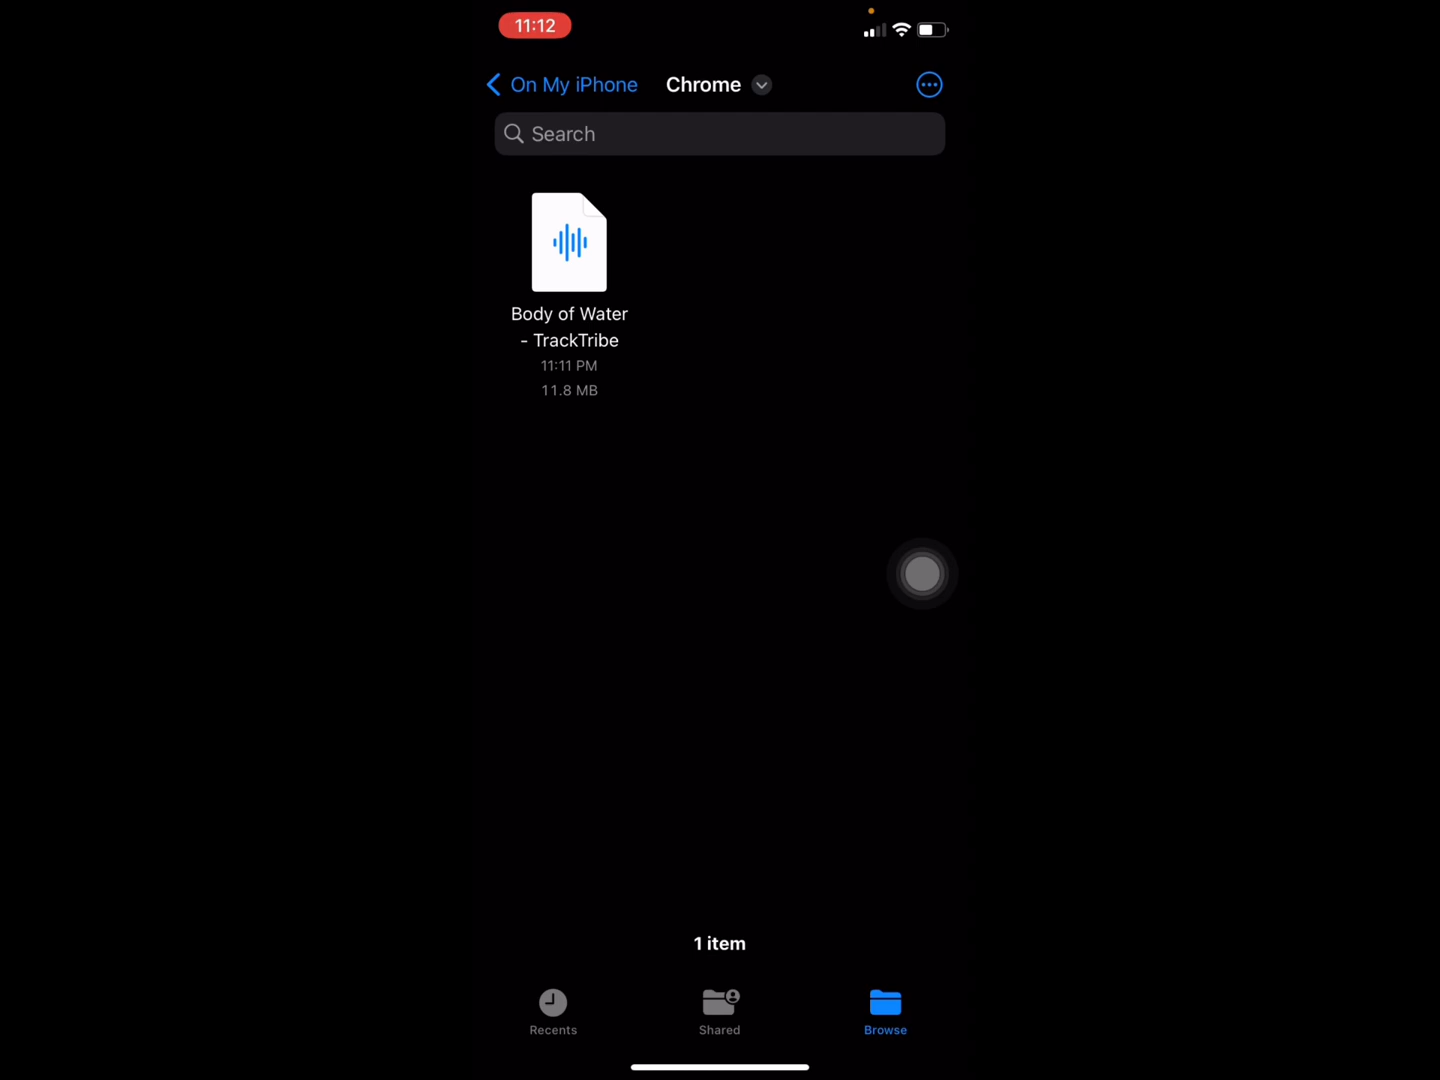 11:12
On My iPhone
Chrome
Search
Body of Water
- TrackTribe
11:11 PM
11.8 MB
1 item
Recents
Shared
Browse